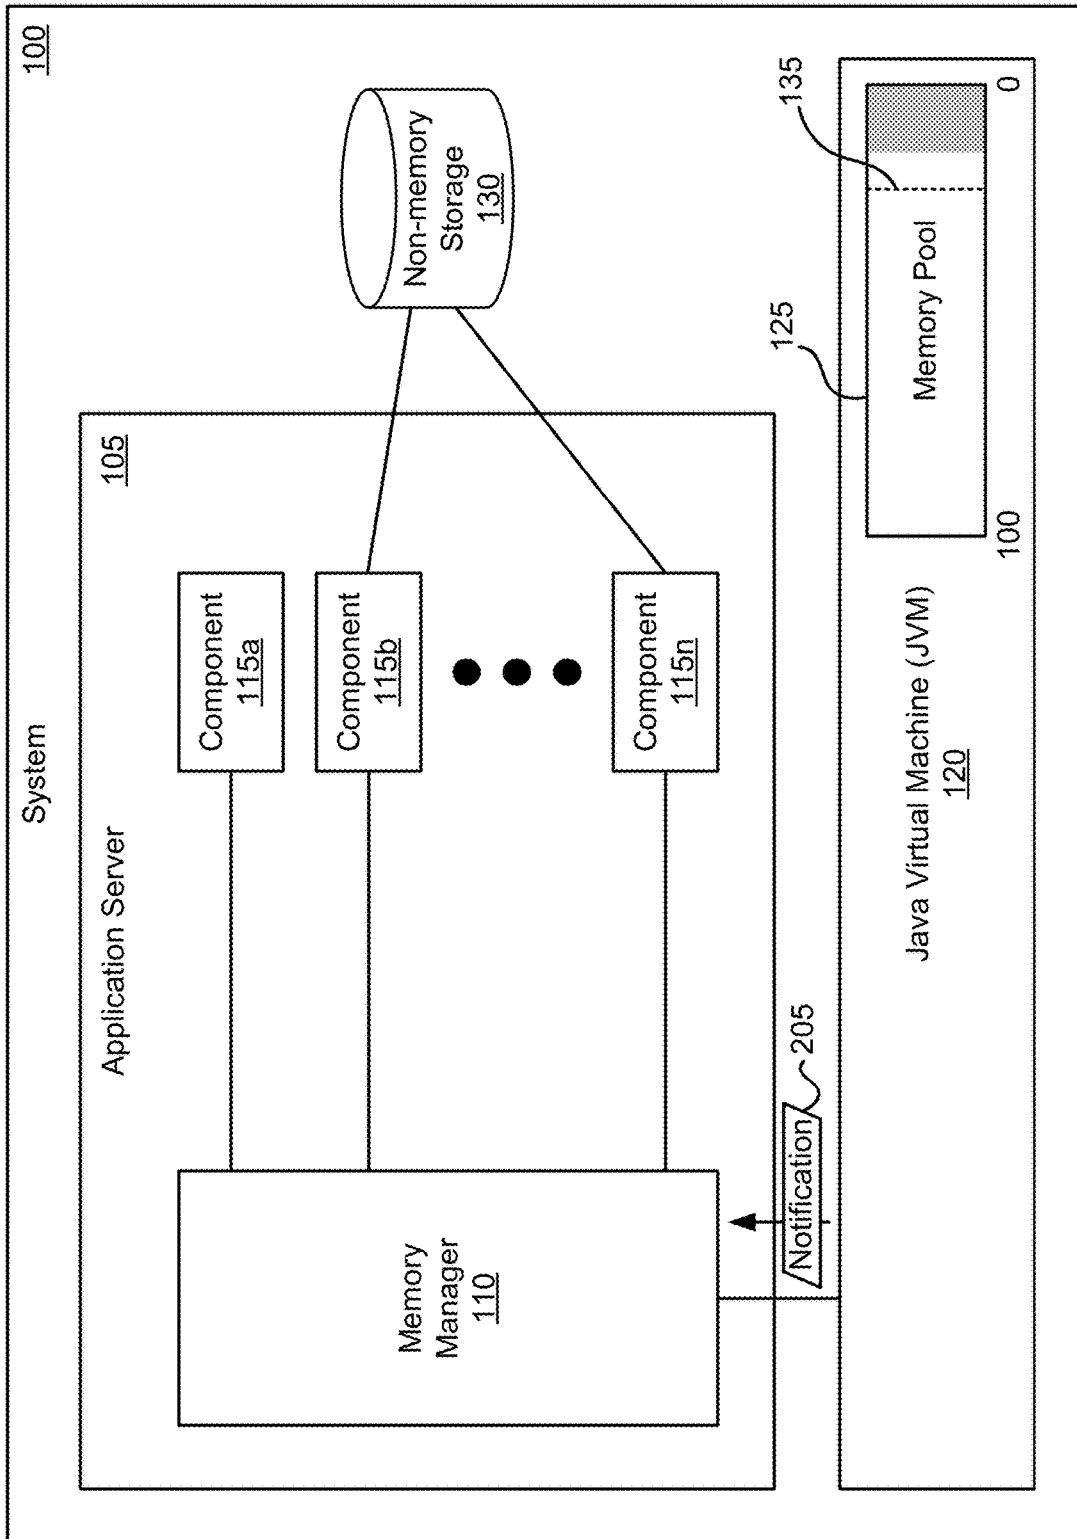 System
100
Application Server
105
Memory
Manager
110
Component
115a
Component
115b
Component
115n
Non-memory
Storage
130
Notification
205
Java Virtual Machine (JVM)
120
125
135
Memory Pool
100
0